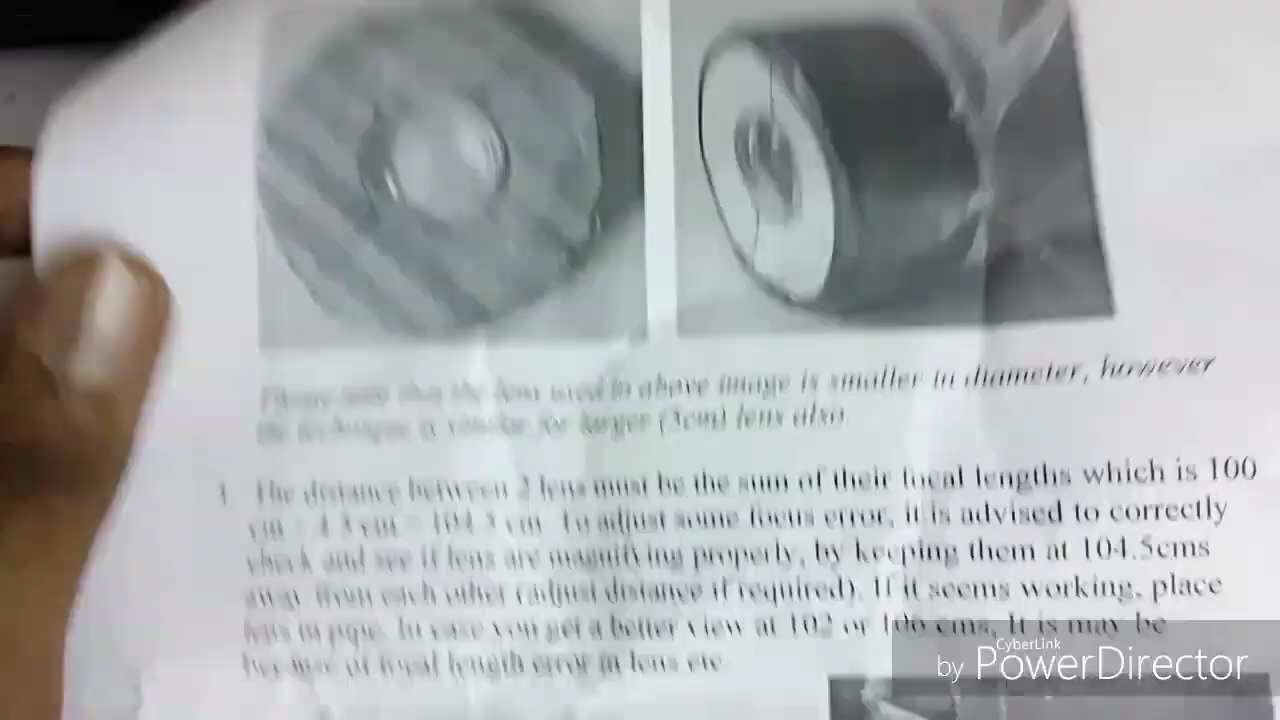 Please note that the lens used in above image is smaller in diameter, however
the technique is similar for larger (3cm) lens also
The distance between 2 lens must be the sum of their focal lengths which is 100
cm 104.5 cm. To adjust some focus error, it is advised to correctly
check and see if lens are magnifying properly, by keeping them at 104.5cms
away from each other (adjust distance if required). If it seems working, place
lens in pipe. In case you get a better view at 102 or 106 cms, It is may be
because of focal length error in lens etc
CyberLink
by PowerDirector